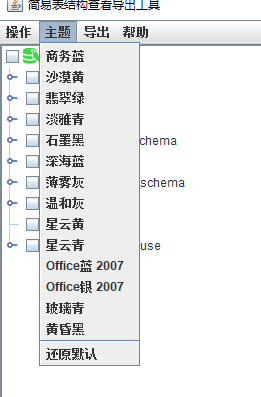 简易表结构查看导出工具
操作 主题 导出 帮助
商务蓝
沙漠黄
翡翠绿
淡雅青
石墨黑 chema
深海蓝
薄雾灰 schema
温和灰
星云黄
星云青 use
Office蓝 2007
Office银 2007
玻璃青
黄昏黑
还原默认